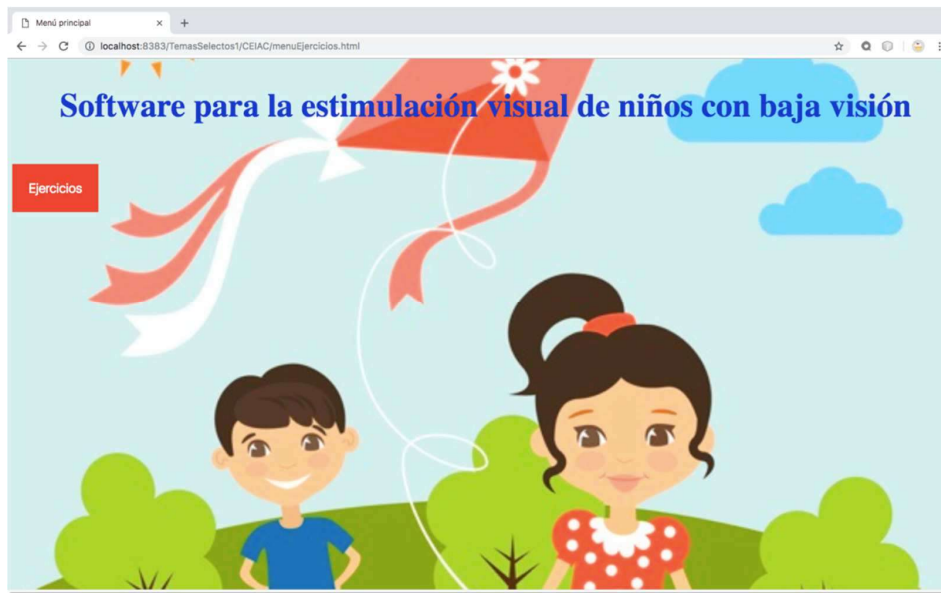 Menú principal
localhost:8383/TemasSelectos1/CEIAC/menuEjercicios.html
Software para la estimulación visual de niños con baja visión
Ejercicios